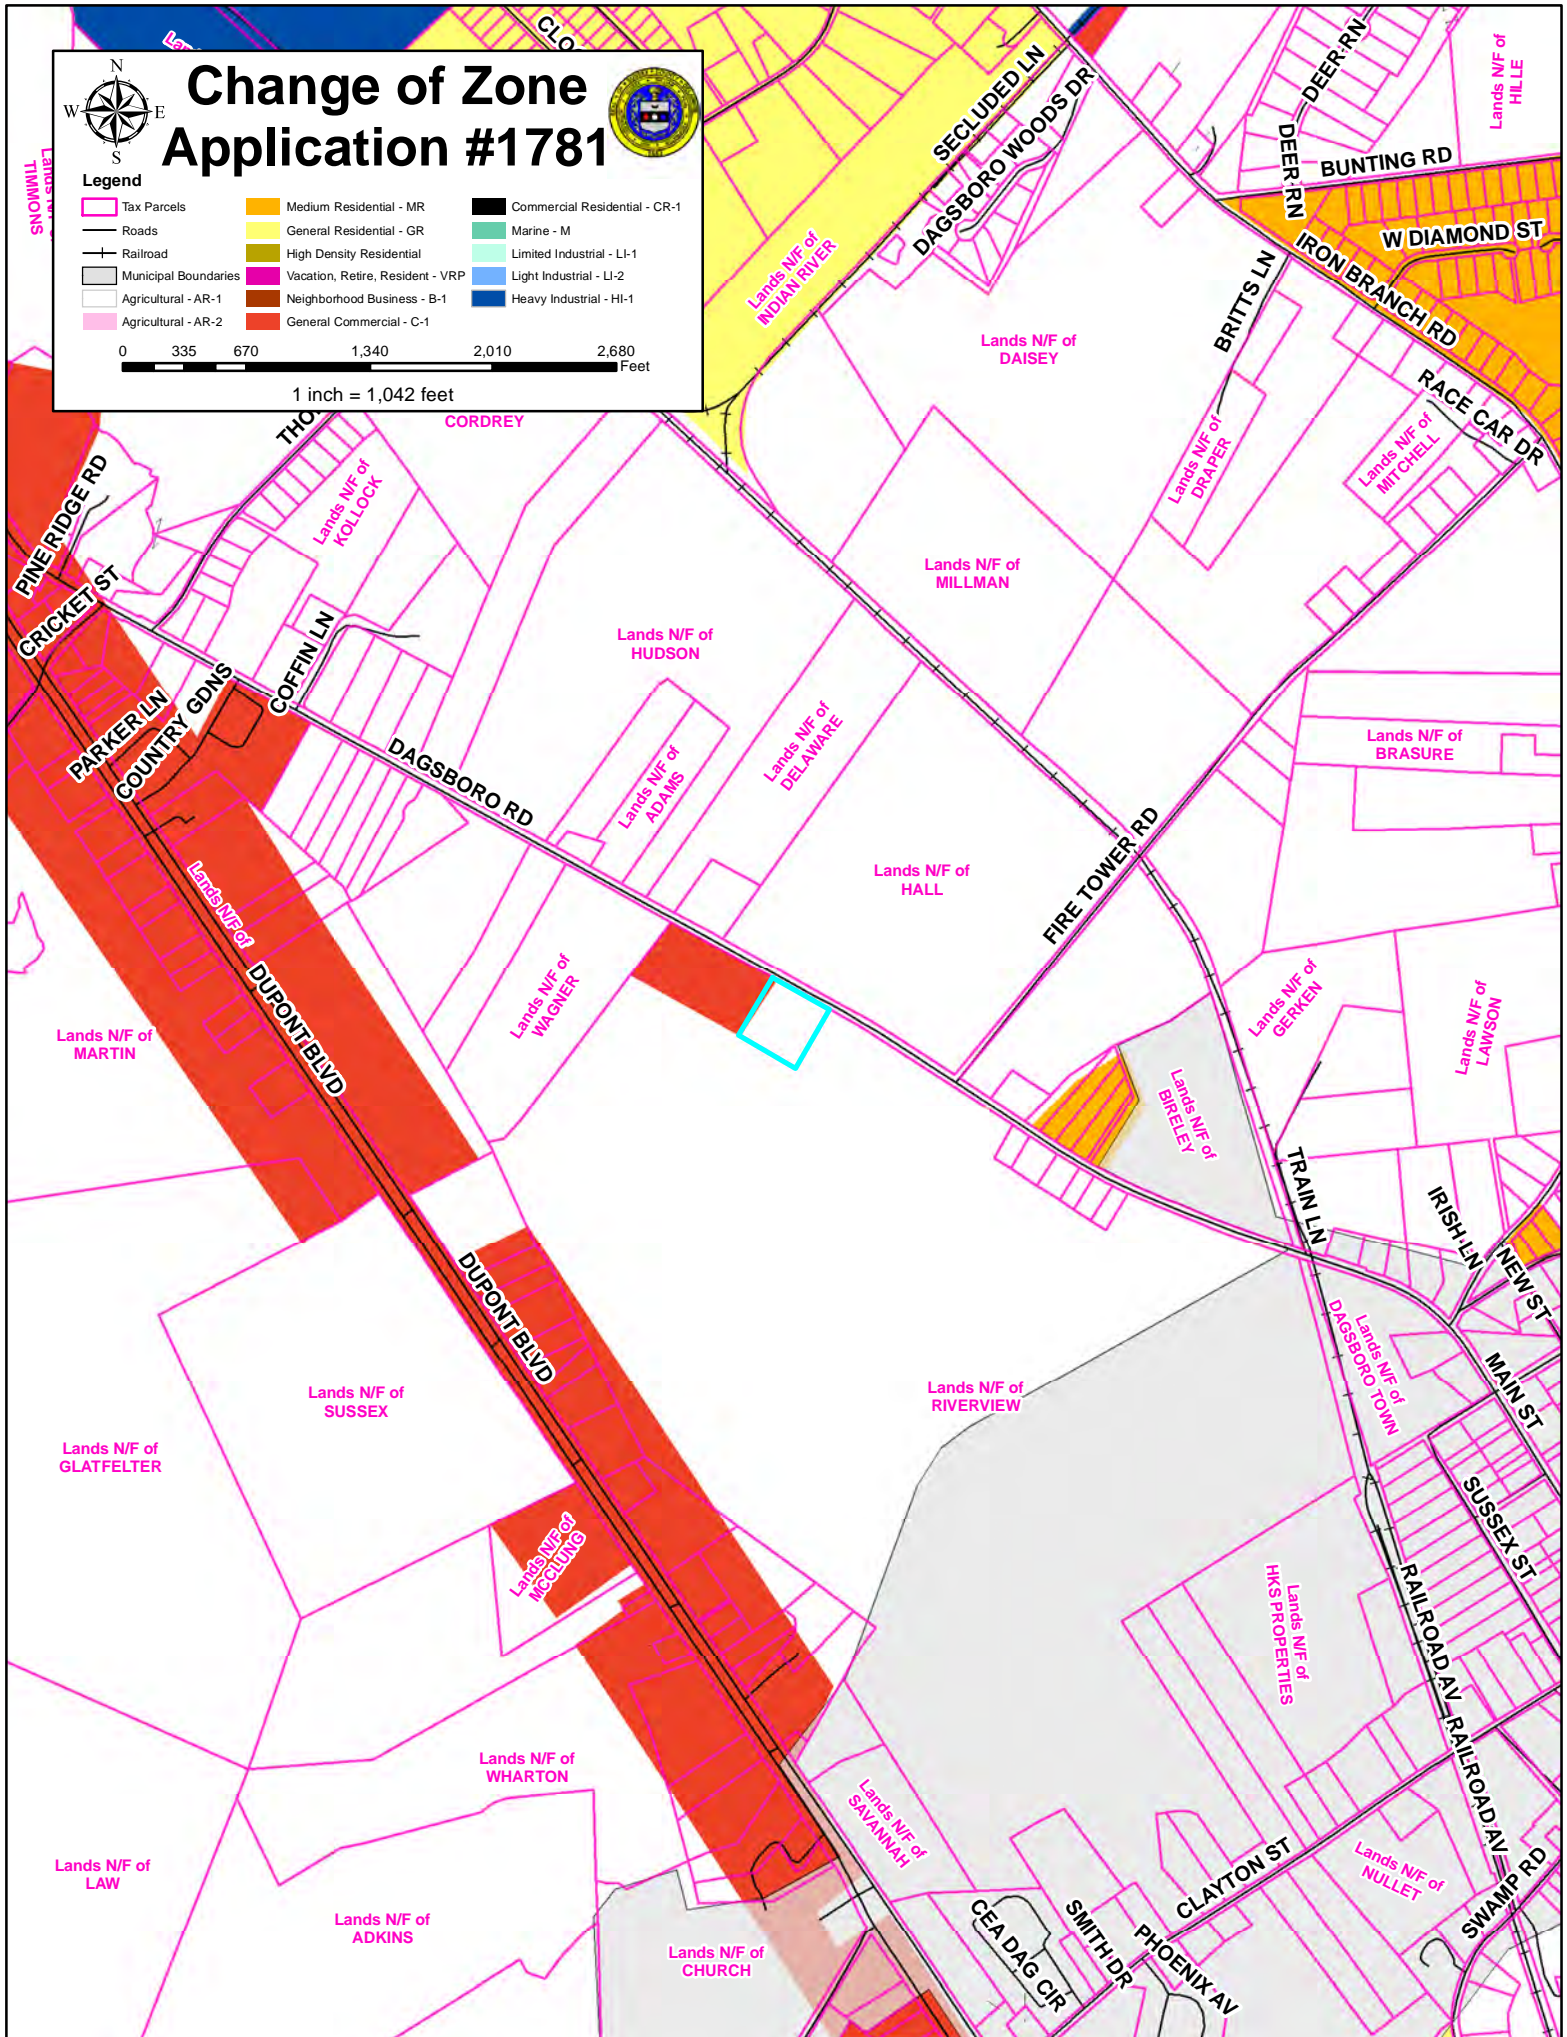 Change of Zone
Application #1781
N
W
E
S
Legend
Tax Parcels
Roads
Railroad
Municipal Boundaries
Agricultural - AR-1
Agricultural - AR-2
Medium Residential - MR
General Residential - GR
High Density Residential
Vacation, Retire, Resident - VRP
Neighborhood Business - B-1
General Commercial - C-1
Commercial Residential - CR-1
Marine - M
Limited Industrial - LI-1
Light Industrial - LI-2
Heavy Industrial - HI-1
0 335 670 1,340 2,010 2,680
Feet
1 inch = 1,042 feet
TIMMONS
CLO
SECLUDED LN
DAGSBORO WOODS DR
DEER RN
DEER RN
Lands N/F of
HILLE
BUNTING RD
W DIAMOND ST
IRON BRANCH RD
BRITTS LN
RACE CAR DR
Lands N/F of
INDIAN RIVER
Lands N/F of
DAISEY
Lands N/F of
DRAPER
Lands N/F of
MITCHELL
CORDREY
THO
Lands N/F of
KOLLOCK
PINE RIDGE RD
CRICKET ST
COFFIN LN
PARKER LN
COUNTRY GDNS
Lands N/F of
MILLMAN
Lands N/F of
HUDSON
DAGSBORO RD
Lands N/F of
ADAMS
Lands N/F of
DELAWARE
Lands N/F of
BRASURE
Lands N/F of
HALL
FIRE TOWER RD
Lands N/F of
DUPONT BLVD
Lands N/F of
WAGNER
Lands N/F of
MARTIN
Lands N/F of
GERKEN
Lands N/F of
LAWSON
Lands N/F of
BIRELEY
TRAIN LN
IRISH LN
NEW ST
DUPONT BLVD
Lands N/F of
DAGSBORO TOWN
MAIN ST
Lands N/F of
SUSSEX
Lands N/F of
RIVERVIEW
Lands N/F of
GLATFELTER
SUSSEX ST
Lands N/F of
MCCLUNG
Lands N/F of
HKS PROPERTIES
RAILROAD AV
RAILROAD AV
Lands N/F of
WHARTON
Lands N/F of
SAVANNAH
Lands N/F of
LAW
Lands N/F of
ADKINS
Lands N/F of
CHURCH
CEA DAG CIR
SMITH DR
PHOENIX AV
CLAYTON ST
Lands N/F of
NULLET
SWAMP RD